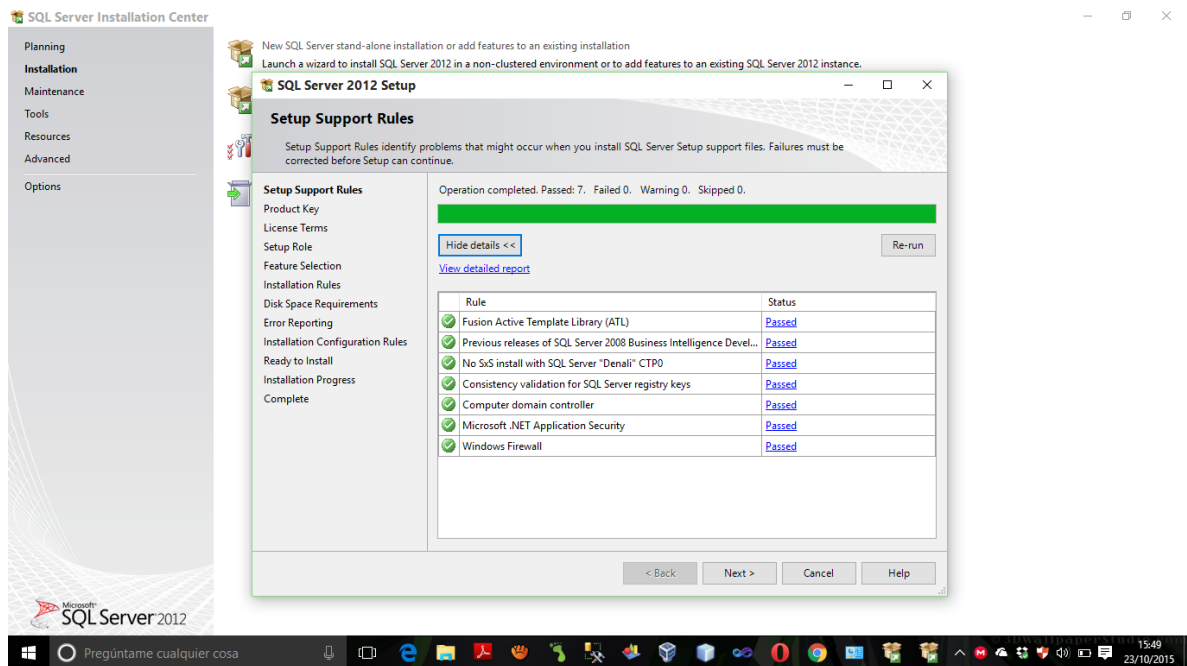 SQL Server Installation Center
Planning
Installation
Maintenance
Tools
Resources
Advanced
Options
New SQL Server stand-alone installation or add features to an existing installation
Launch a wizard to install SQL Server 2012 in a non-clustered environment or to add features to an existing SQL Server 2012 instance.
SQL Server 2012 Setup
Setup Support Rules
Setup Support Rules identify problems that might occur when you install SQL Server Setup support files. Failures must be
corrected before Setup can continue.
Setup Support Rules
Product Key
License Terms
Setup Role
Feature Selection
Installation Rules
Disk Space Requirements
Error Reporting
Installation Configuration Rules
Ready to Install
Installation Progress
Complete
Operation completed. Passed: 7. Failed 0. Warning 0. Skipped 0.
Hide details <<
Re-run
View detailed report
Rule Status
Fusion Active Template Library (ATL) Passed
Previous releases of SQL Server 2008 Business Intelligence Devel... Passed
No SxS install with SQL Server "Denali" CTP0 Passed
Consistency validation for SQL Server registry keys Passed
Computer domain controller Passed
Microsoft .NET Application Security Passed
Windows Firewall Passed
< Back Next > Cancel Help
Microsoft®
SQL Server® 2012
Pregúntame cualquier cosa
15:49
23/10/2015